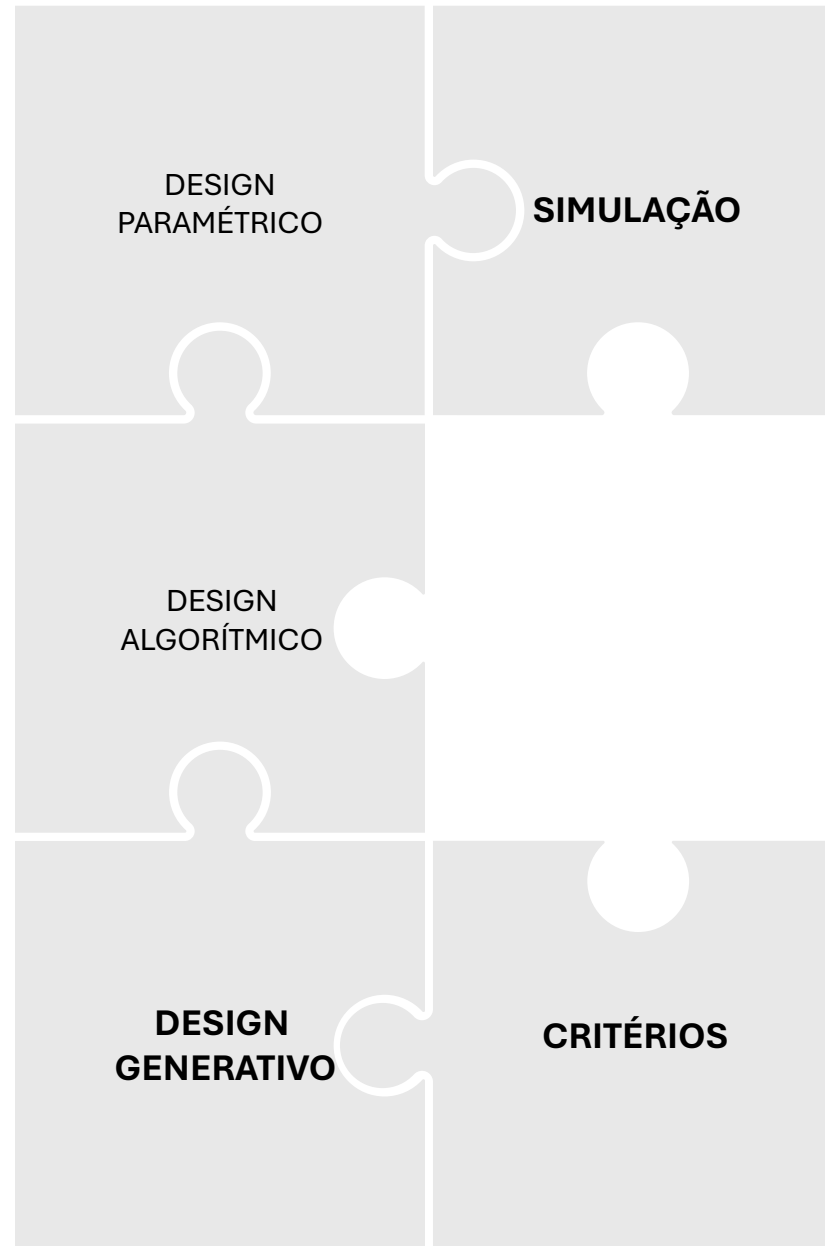 DESIGN
PARAMÉTRICO
SIMULAÇÃO
DESIGN
ALGORÍTMICO
DESIGN
GENERATIVO
CRITÉRIOS